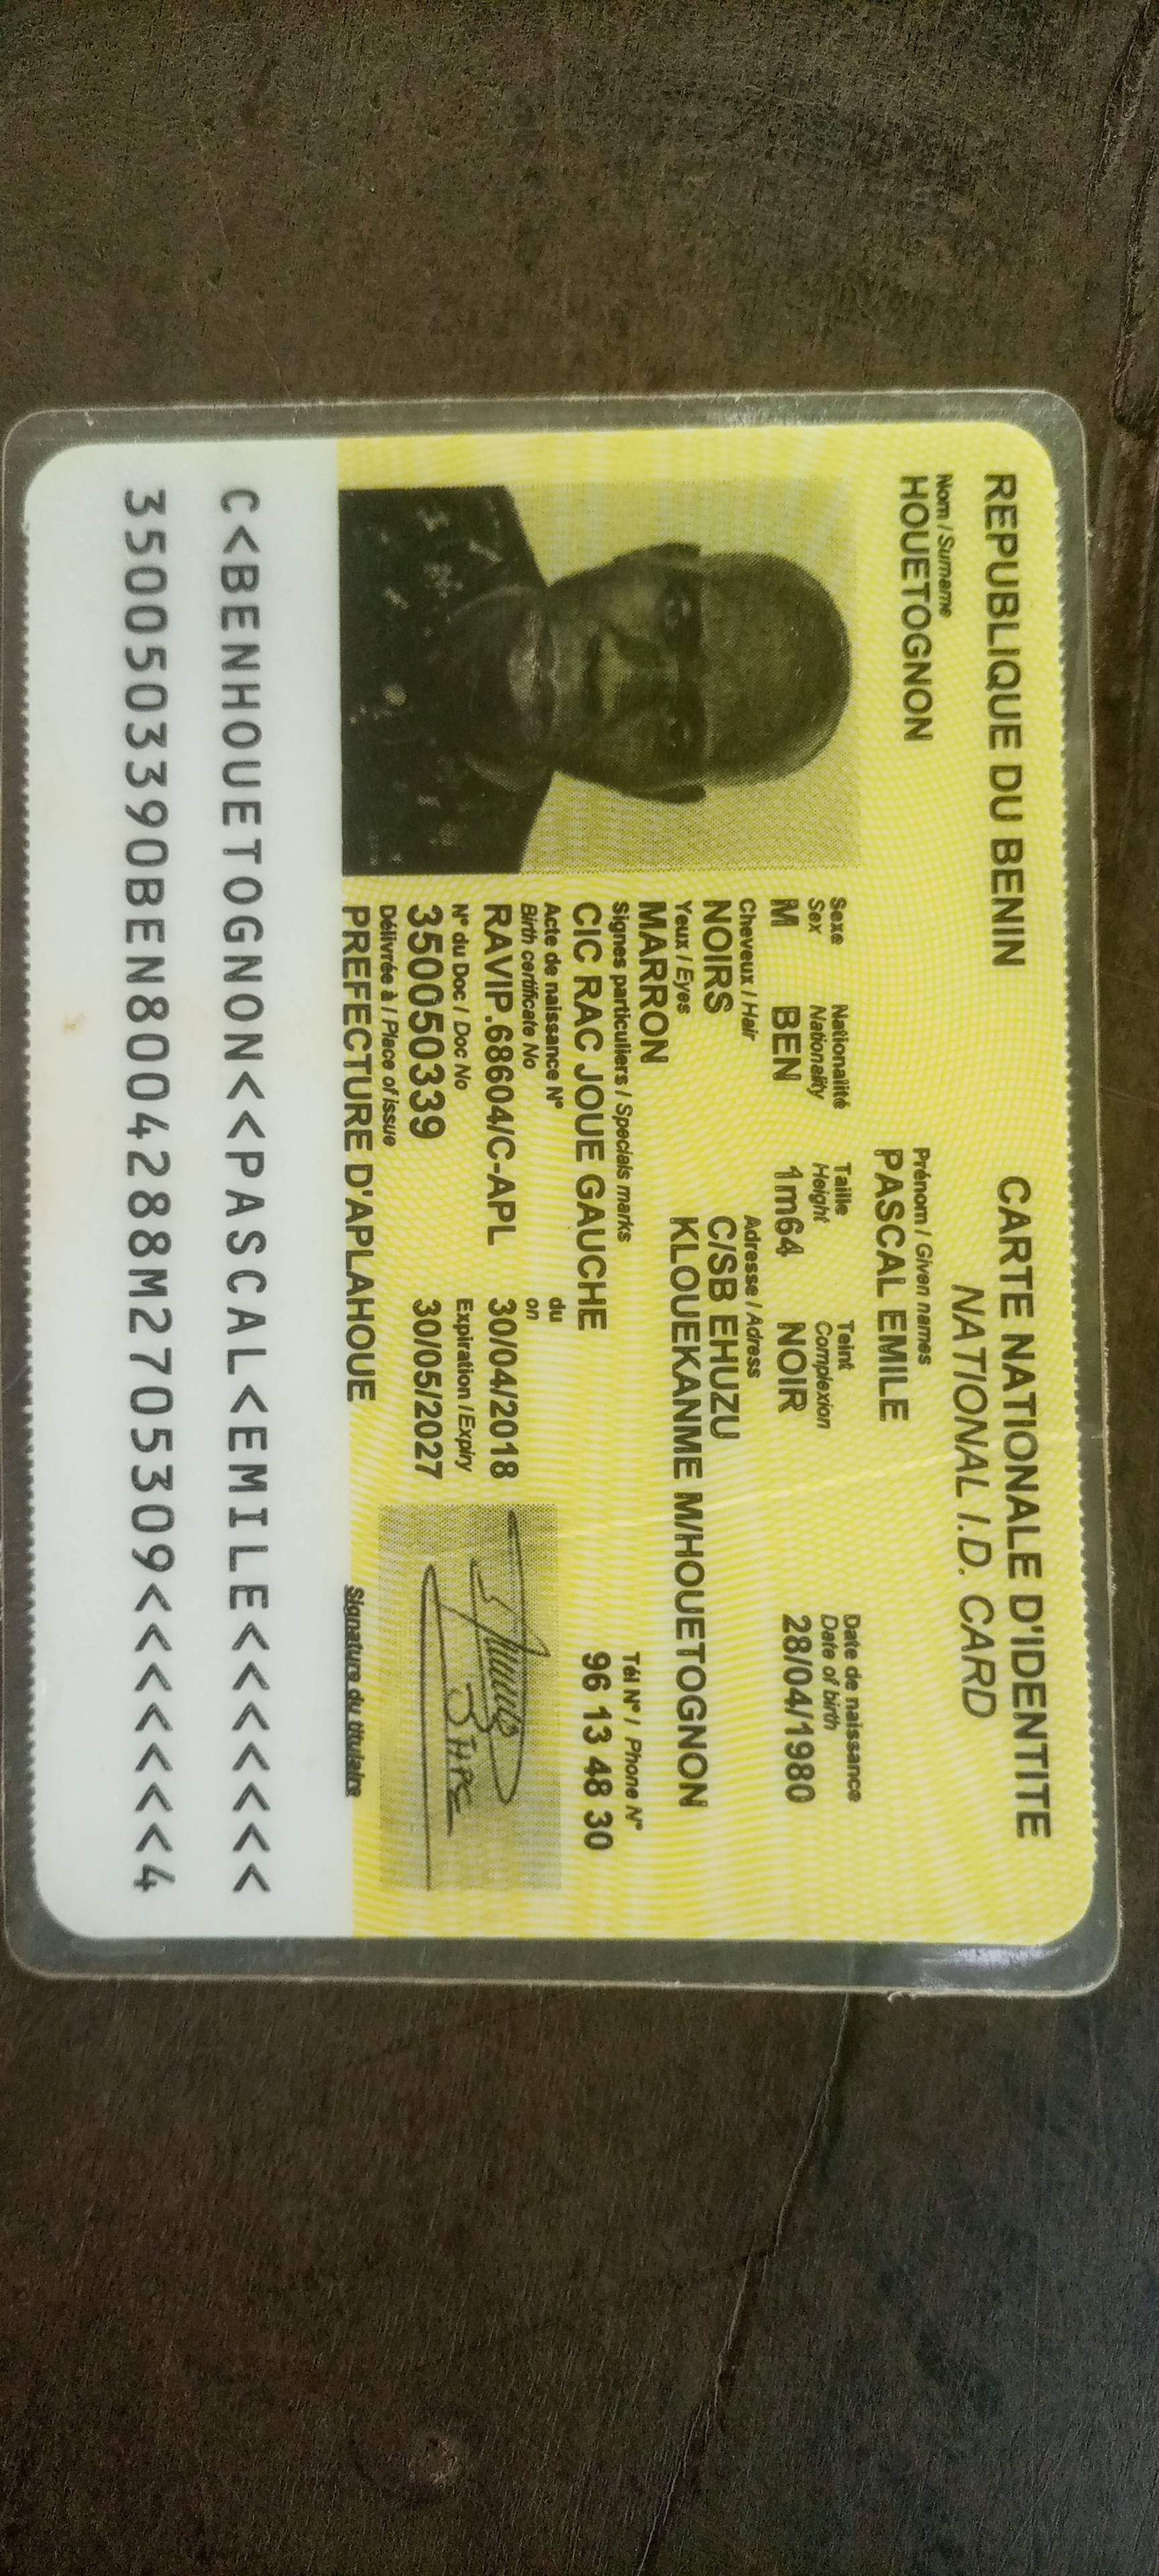 REPUBLIQUE DU BENIN
CARTE NATIONALE D'IDENTITE
NATIONAL I.D. CARD
Nom / Surname
HOUETOGNON
Prénom / Given names
PASCAL EMILE
Sexe Nationalité Taille Teint Date de naissance
Sex Nationality Height Complexion Date of birth
M BEN 1m64 NOIR 28/04/1980
Cheveux / Hair Adresse / Adress
NOIRS C/SB EHUZU
Yeux / Eyes KLOUEKANME M/HOUETOGNON
MARRON
Signes particuliers / Specials marks Tél N° / Phone N°
CIC RAC JOUE GAUCHE 96 13 48 30
Acte de naissance N° du
Birth certificate No on
RAVIP.68604/C-APL 30/04/2018
N° du Doc / Doc No Expiration / Expiry
350050339 30/05/2027
Délivrée à / Place of issue
PREFECTURE D'APLAHOUE
Signature du titulaire
C<BENHOUETOGNON<<PASCAL<EMILE<<<<<<<
3500503390BEN8004288M2705309<<<<<<<4